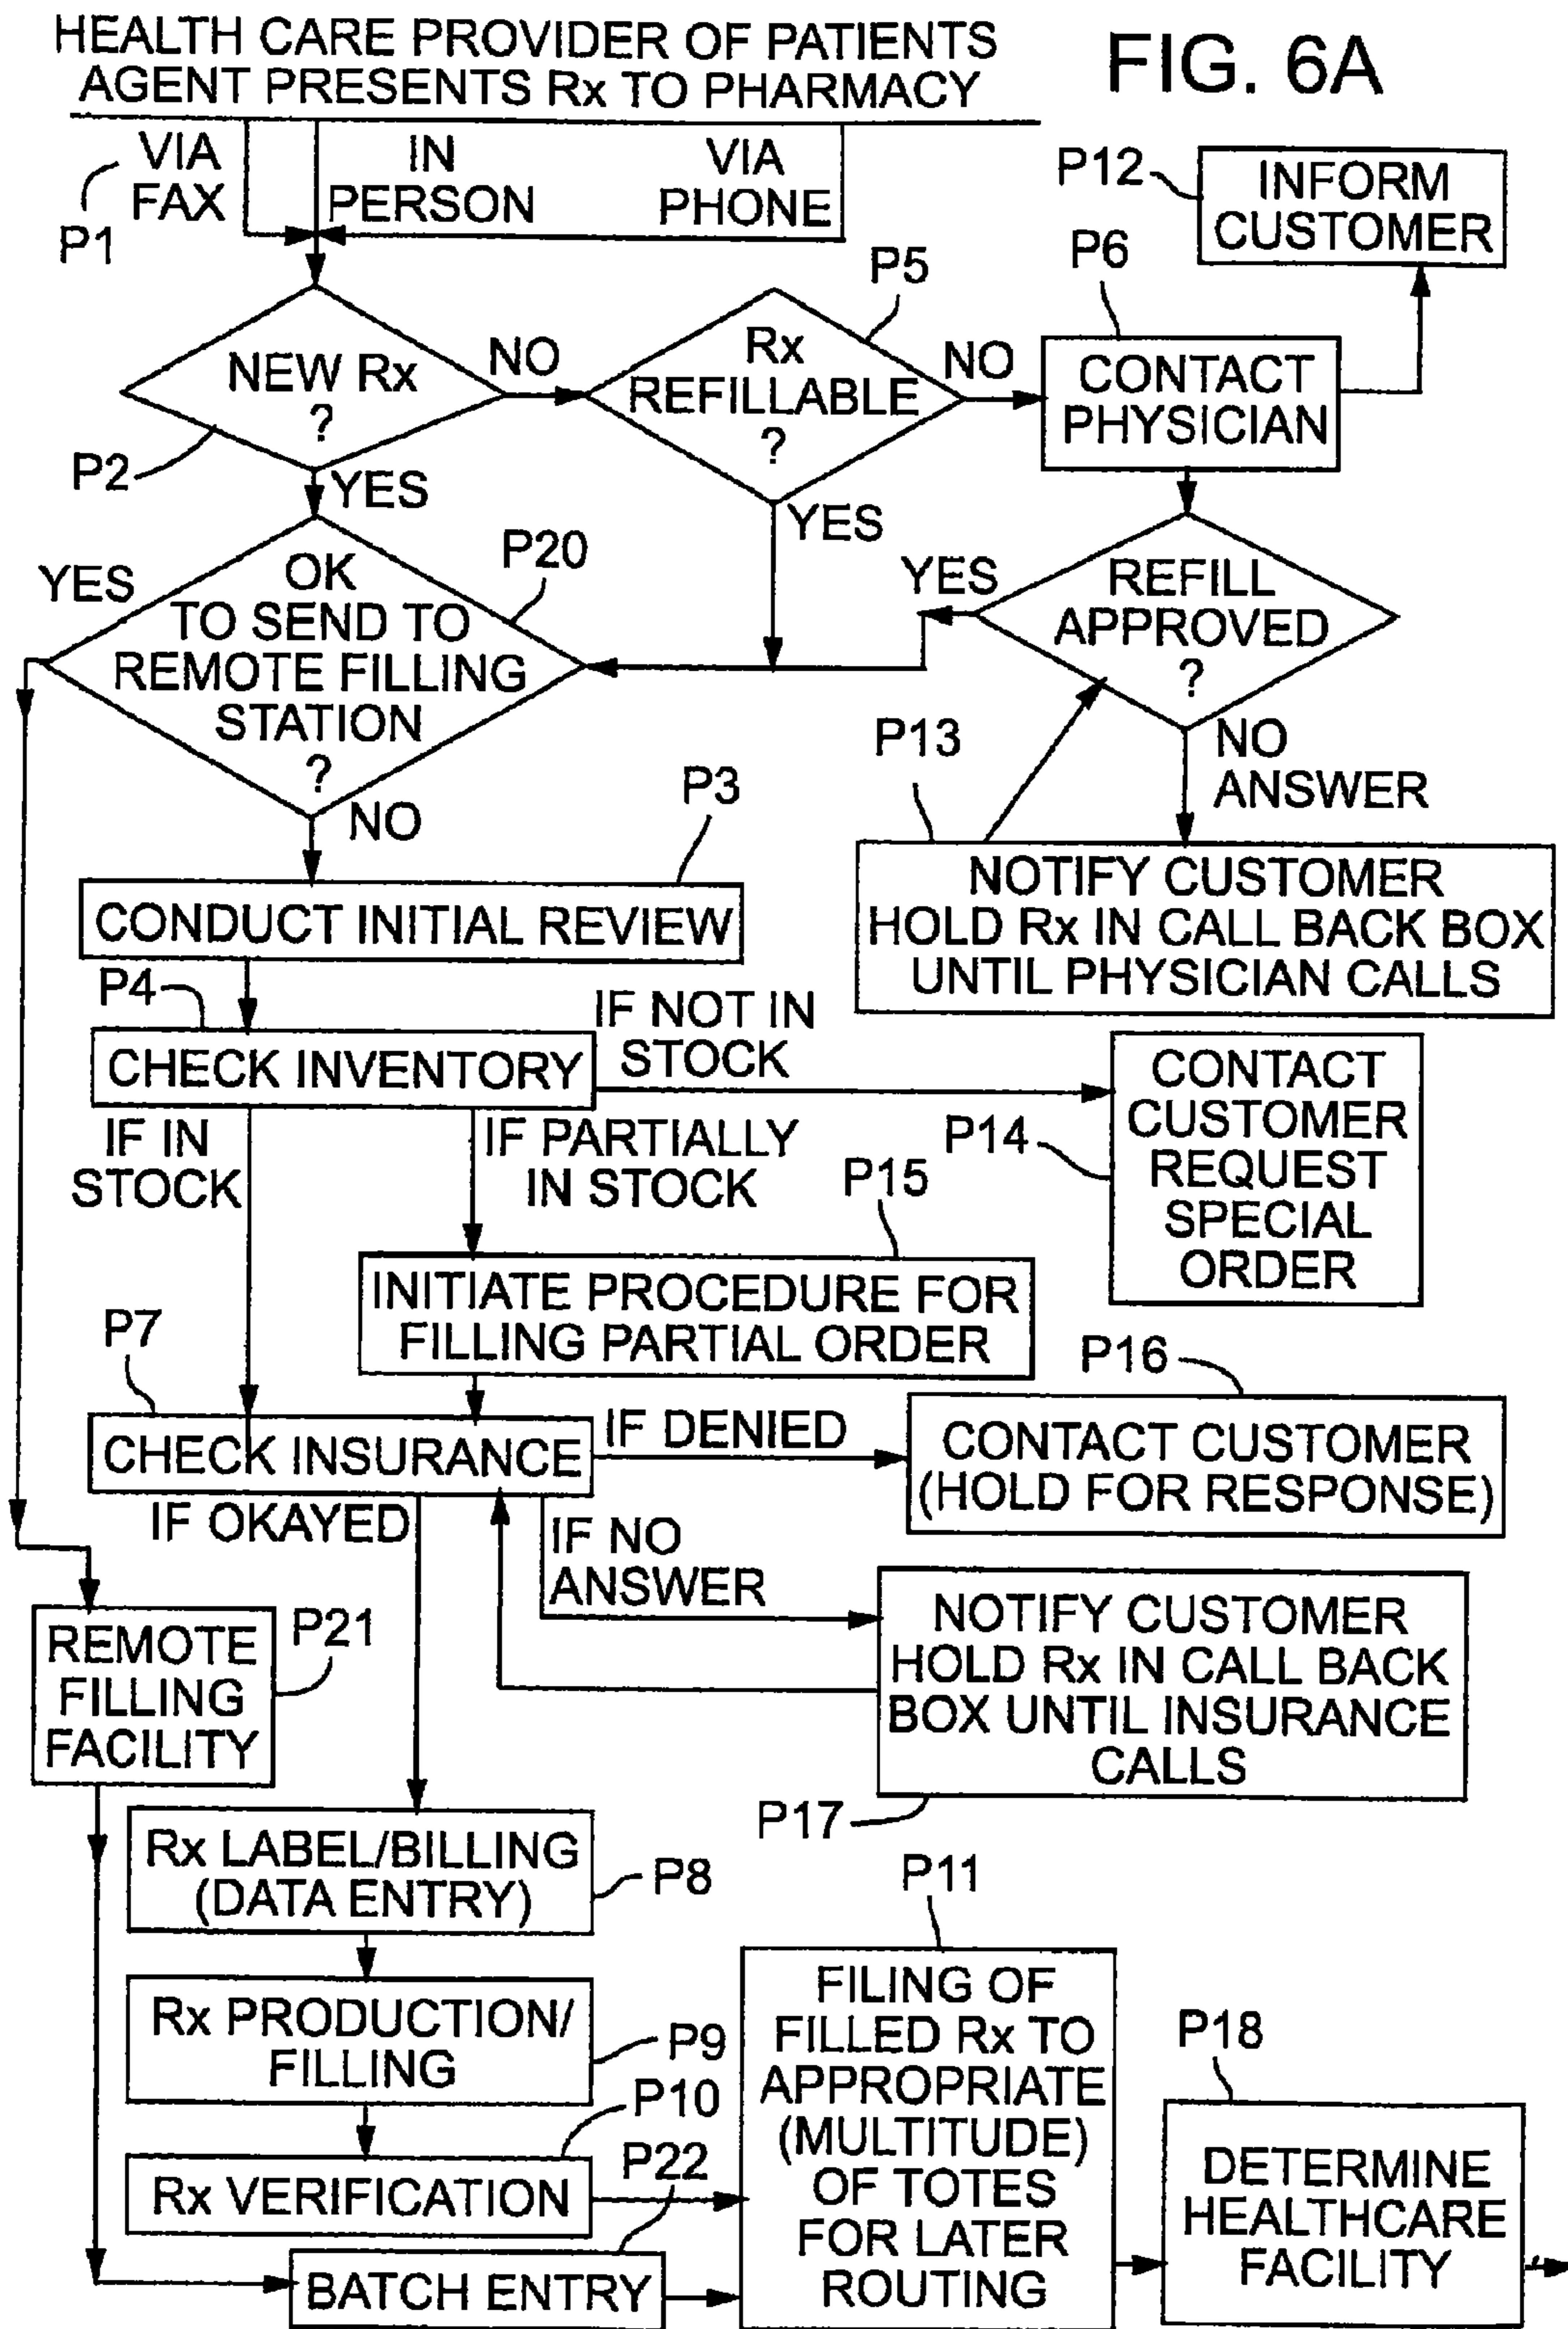 HEALTH CARE PROVIDER OF PATIENTS
AGENT PRESENTS Rx TO PHARMACY
FIG. 6A
VIA
FAX
IN
PERSON
VIA
PHONE
P1
P12
INFORM
CUSTOMER
P5
P6
NEW Rx
?
NO
Rx
REFILLABLE
?
NO
CONTACT
PHYSICIAN
P2
YES
YES
YES
OK
TO SEND TO
REMOTE FILLING
STATION
?
P20
YES
REFILL
APPROVED
?
NO
P3
P13
NO
ANSWER
CONDUCT INITIAL REVIEW
NOTIFY CUSTOMER
HOLD Rx IN CALL BACK BOX
UNTIL PHYSICIAN CALLS
P4
CHECK INVENTORY
IF NOT IN
STOCK
CONTACT
CUSTOMER
REQUEST
SPECIAL
ORDER
P14
IF IN
STOCK
IF PARTIALLY
IN STOCK
P15
INITIATE PROCEDURE FOR
FILLING PARTIAL ORDER
P7
P16
CHECK INSURANCE
IF DENIED
CONTACT CUSTOMER
(HOLD FOR RESPONSE)
IF OKAYED
IF NO
ANSWER
NOTIFY CUSTOMER
HOLD Rx IN CALL BACK
BOX UNTIL INSURANCE
CALLS
P17
REMOTE
FILLING
FACILITY
P21
Rx LABEL/BILLING
(DATA ENTRY)
P8
P11
Rx PRODUCTION/
FILLING
P9
P10
Rx VERIFICATION
P22
BATCH ENTRY
FILING OF
FILLED Rx TO
APPROPRIATE
(MULTITUDE)
OF TOTES
FOR LATER
ROUTING
P18
DETERMINE
HEALTHCARE
FACILITY